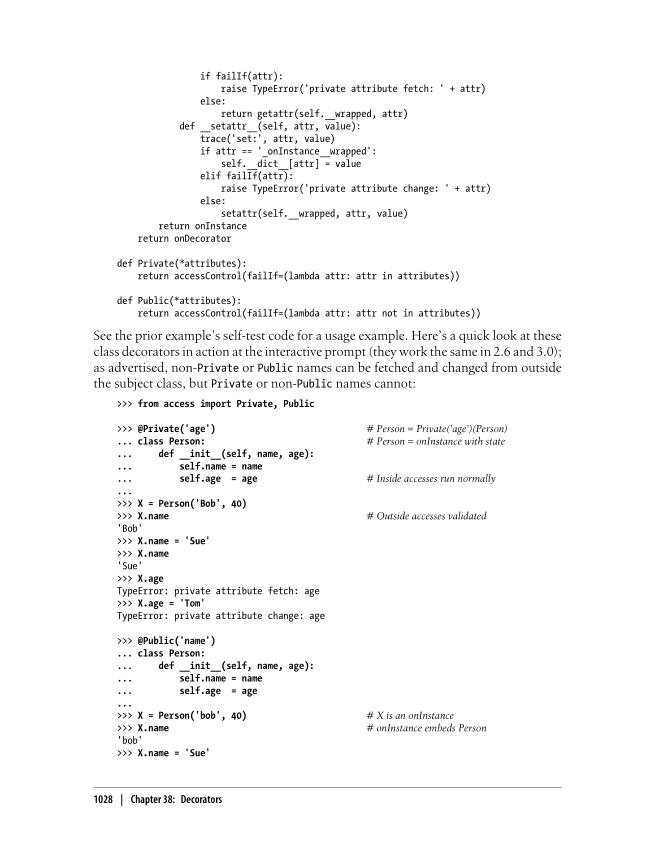 if failIf(attr):
                    raise TypeError('private attribute fetch: ' + attr)
                else:
                    return getattr(self.__wrapped, attr)
            def __setattr__(self, attr, value):
                trace('set:', attr, value)
                if attr == '_onInstance__wrapped':
                    self.__dict__[attr] = value
                elif failIf(attr):
                    raise TypeError('private attribute change: ' + attr)
                else:
                    setattr(self.__wrapped, attr, value)
        return onInstance
    return onDecorator

def Private(*attributes):
    return accessControl(failIf=(lambda attr: attr in attributes))

def Public(*attributes):
    return accessControl(failIf=(lambda attr: attr not in attributes))
See the prior example's self-test code for a usage example. Here's a quick look at these
class decorators in action at the interactive prompt (they work the same in 2.6 and 3.0);
as advertised, non-Private or Public names can be fetched and changed from outside
the subject class, but Private or non-Public names cannot:
>>> from access import Private, Public

>>> @Private('age')                             # Person = Private('age')(Person)
... class Person:                               # Person = onInstance with state
...     def __init__(self, name, age):
...         self.name = name
...         self.age  = age                     # Inside accesses run normally
...
>>> X = Person('Bob', 40)
>>> X.name                                      # Outside accesses validated
'Bob'
>>> X.name = 'Sue'
>>> X.name
'Sue'
>>> X.age
TypeError: private attribute fetch: age
>>> X.age = 'Tom'
TypeError: private attribute change: age

>>> @Public('name')
... class Person:
...     def __init__(self, name, age):
...         self.name = name
...         self.age  = age
...
>>> X = Person('bob', 40)                       # X is an onInstance
>>> X.name                                      # onInstance embeds Person
'bob'
>>> X.name = 'Sue'
1028 | Chapter 38: Decorators